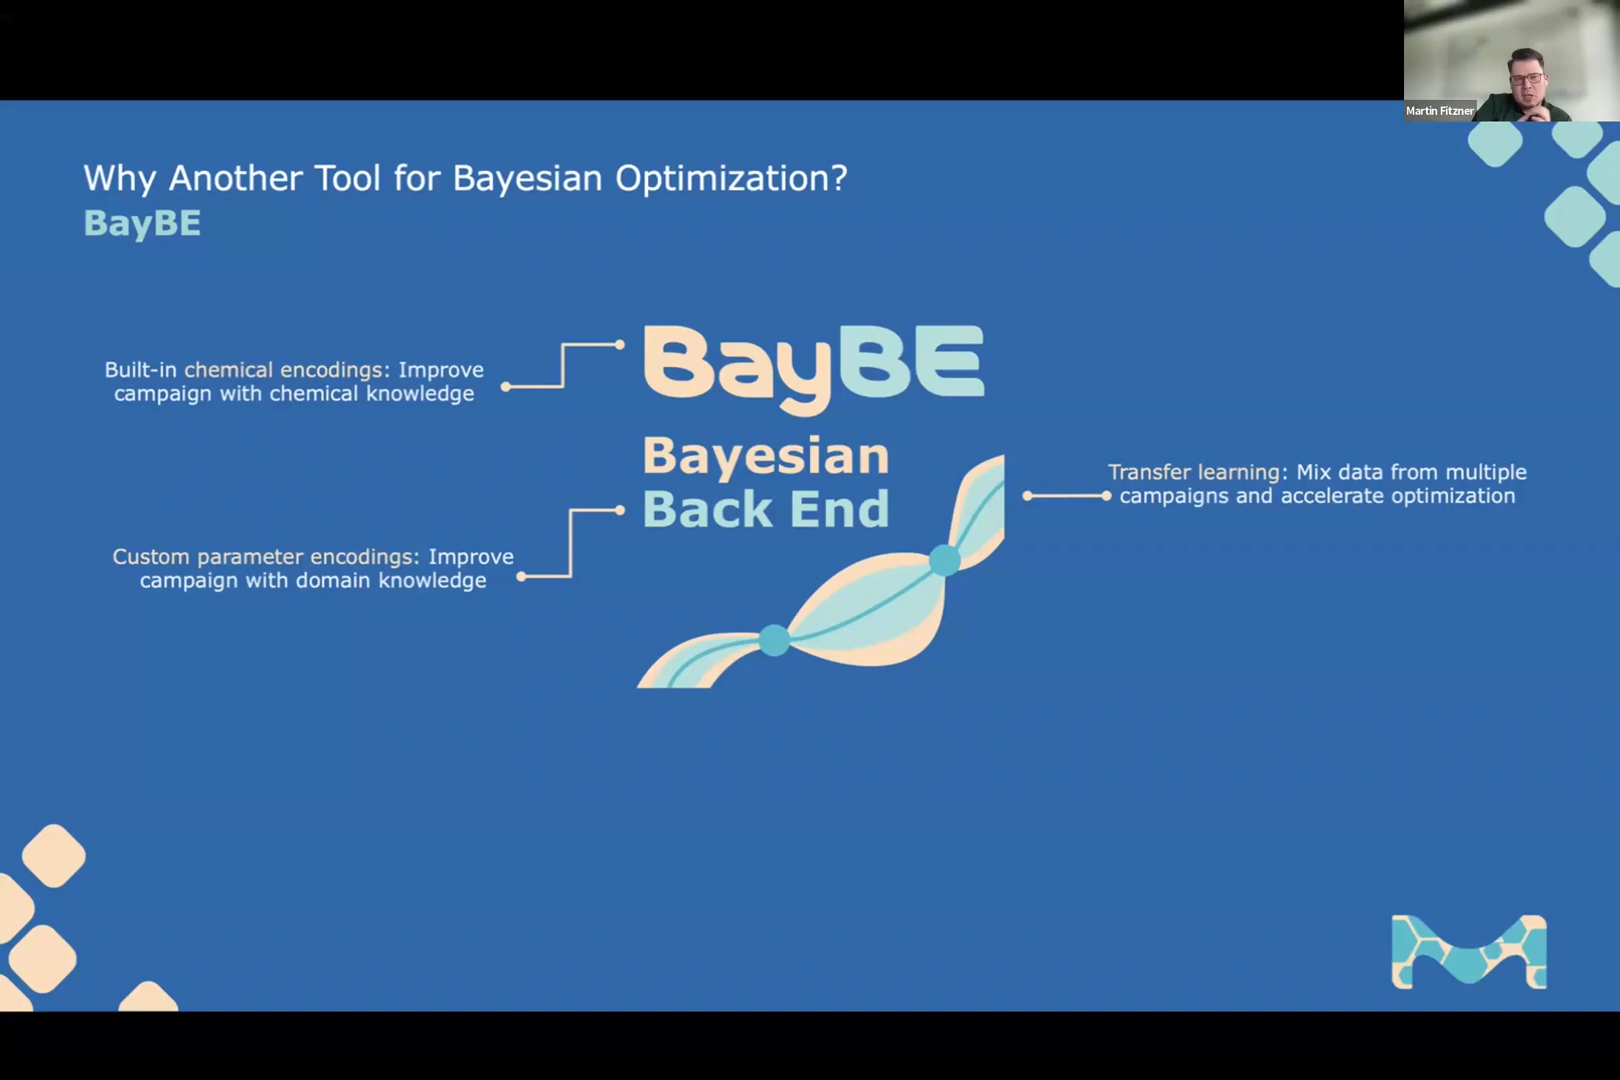 Martin Fitzner
Why Another Tool for Bayesian Optimization?
BayBE
Built-in chemical encodings: Improve
campaign with chemical knowledge
Custom parameter encodings: Improve
campaign with domain knowledge
BayBE
Bayesian
Back End
Transfer learning: Mix data from multiple
campaigns and accelerate optimization